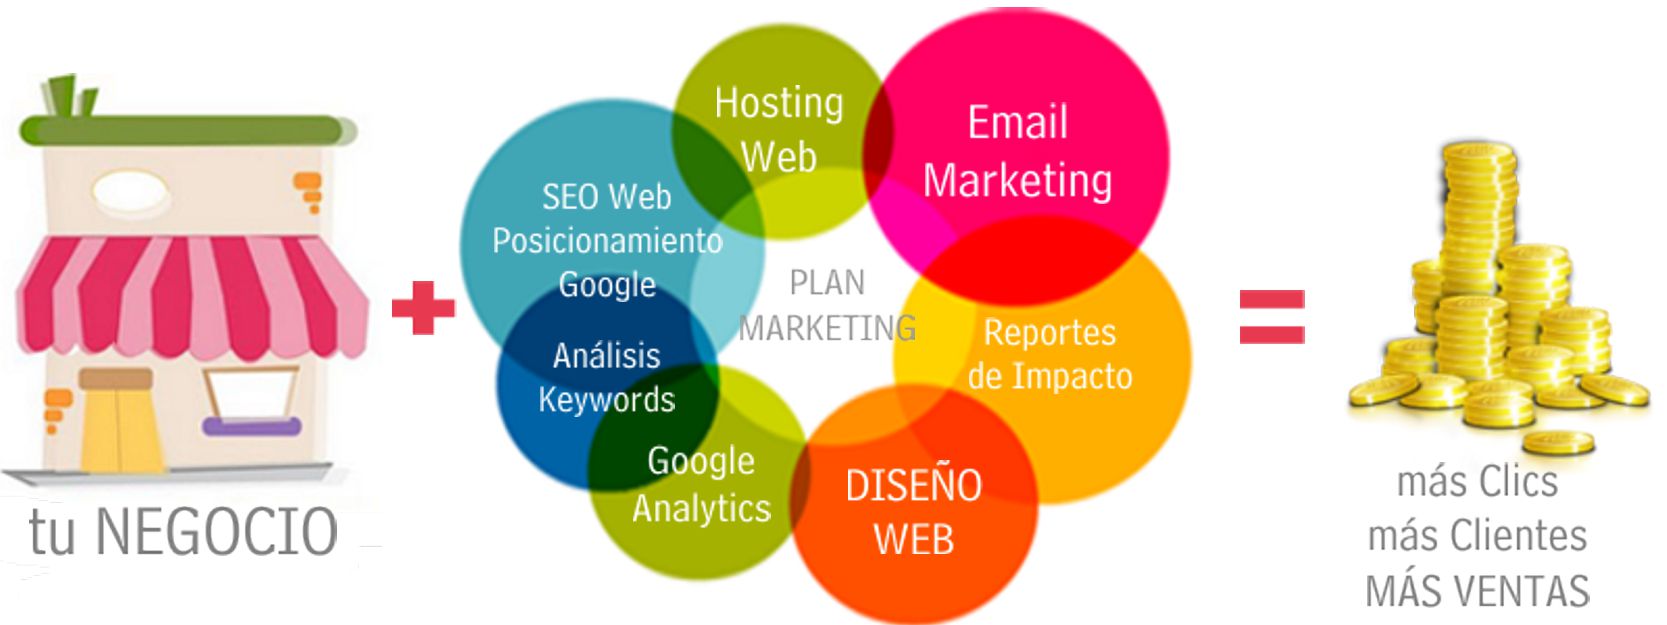 tu NEGOCIO
Hosting
Web
Email
Marketing
SEO Web
Posicionamiento
Google
PLAN
MARKETING
Reportes
de Impacto
Análisis
Keywords
Google
Analytics
DISEÑO
WEB
más Clics
más Clientes
MÁS VENTAS